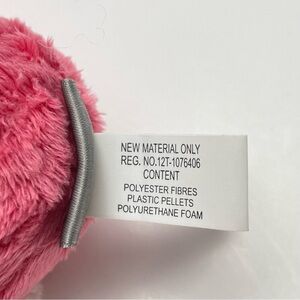 NEW MATERIAL ONLY
REG. NO.12T-1076406
CONTENT
POLYESTER FIBRES
PLASTIC PELLETS
POLYURETHANE FOAM